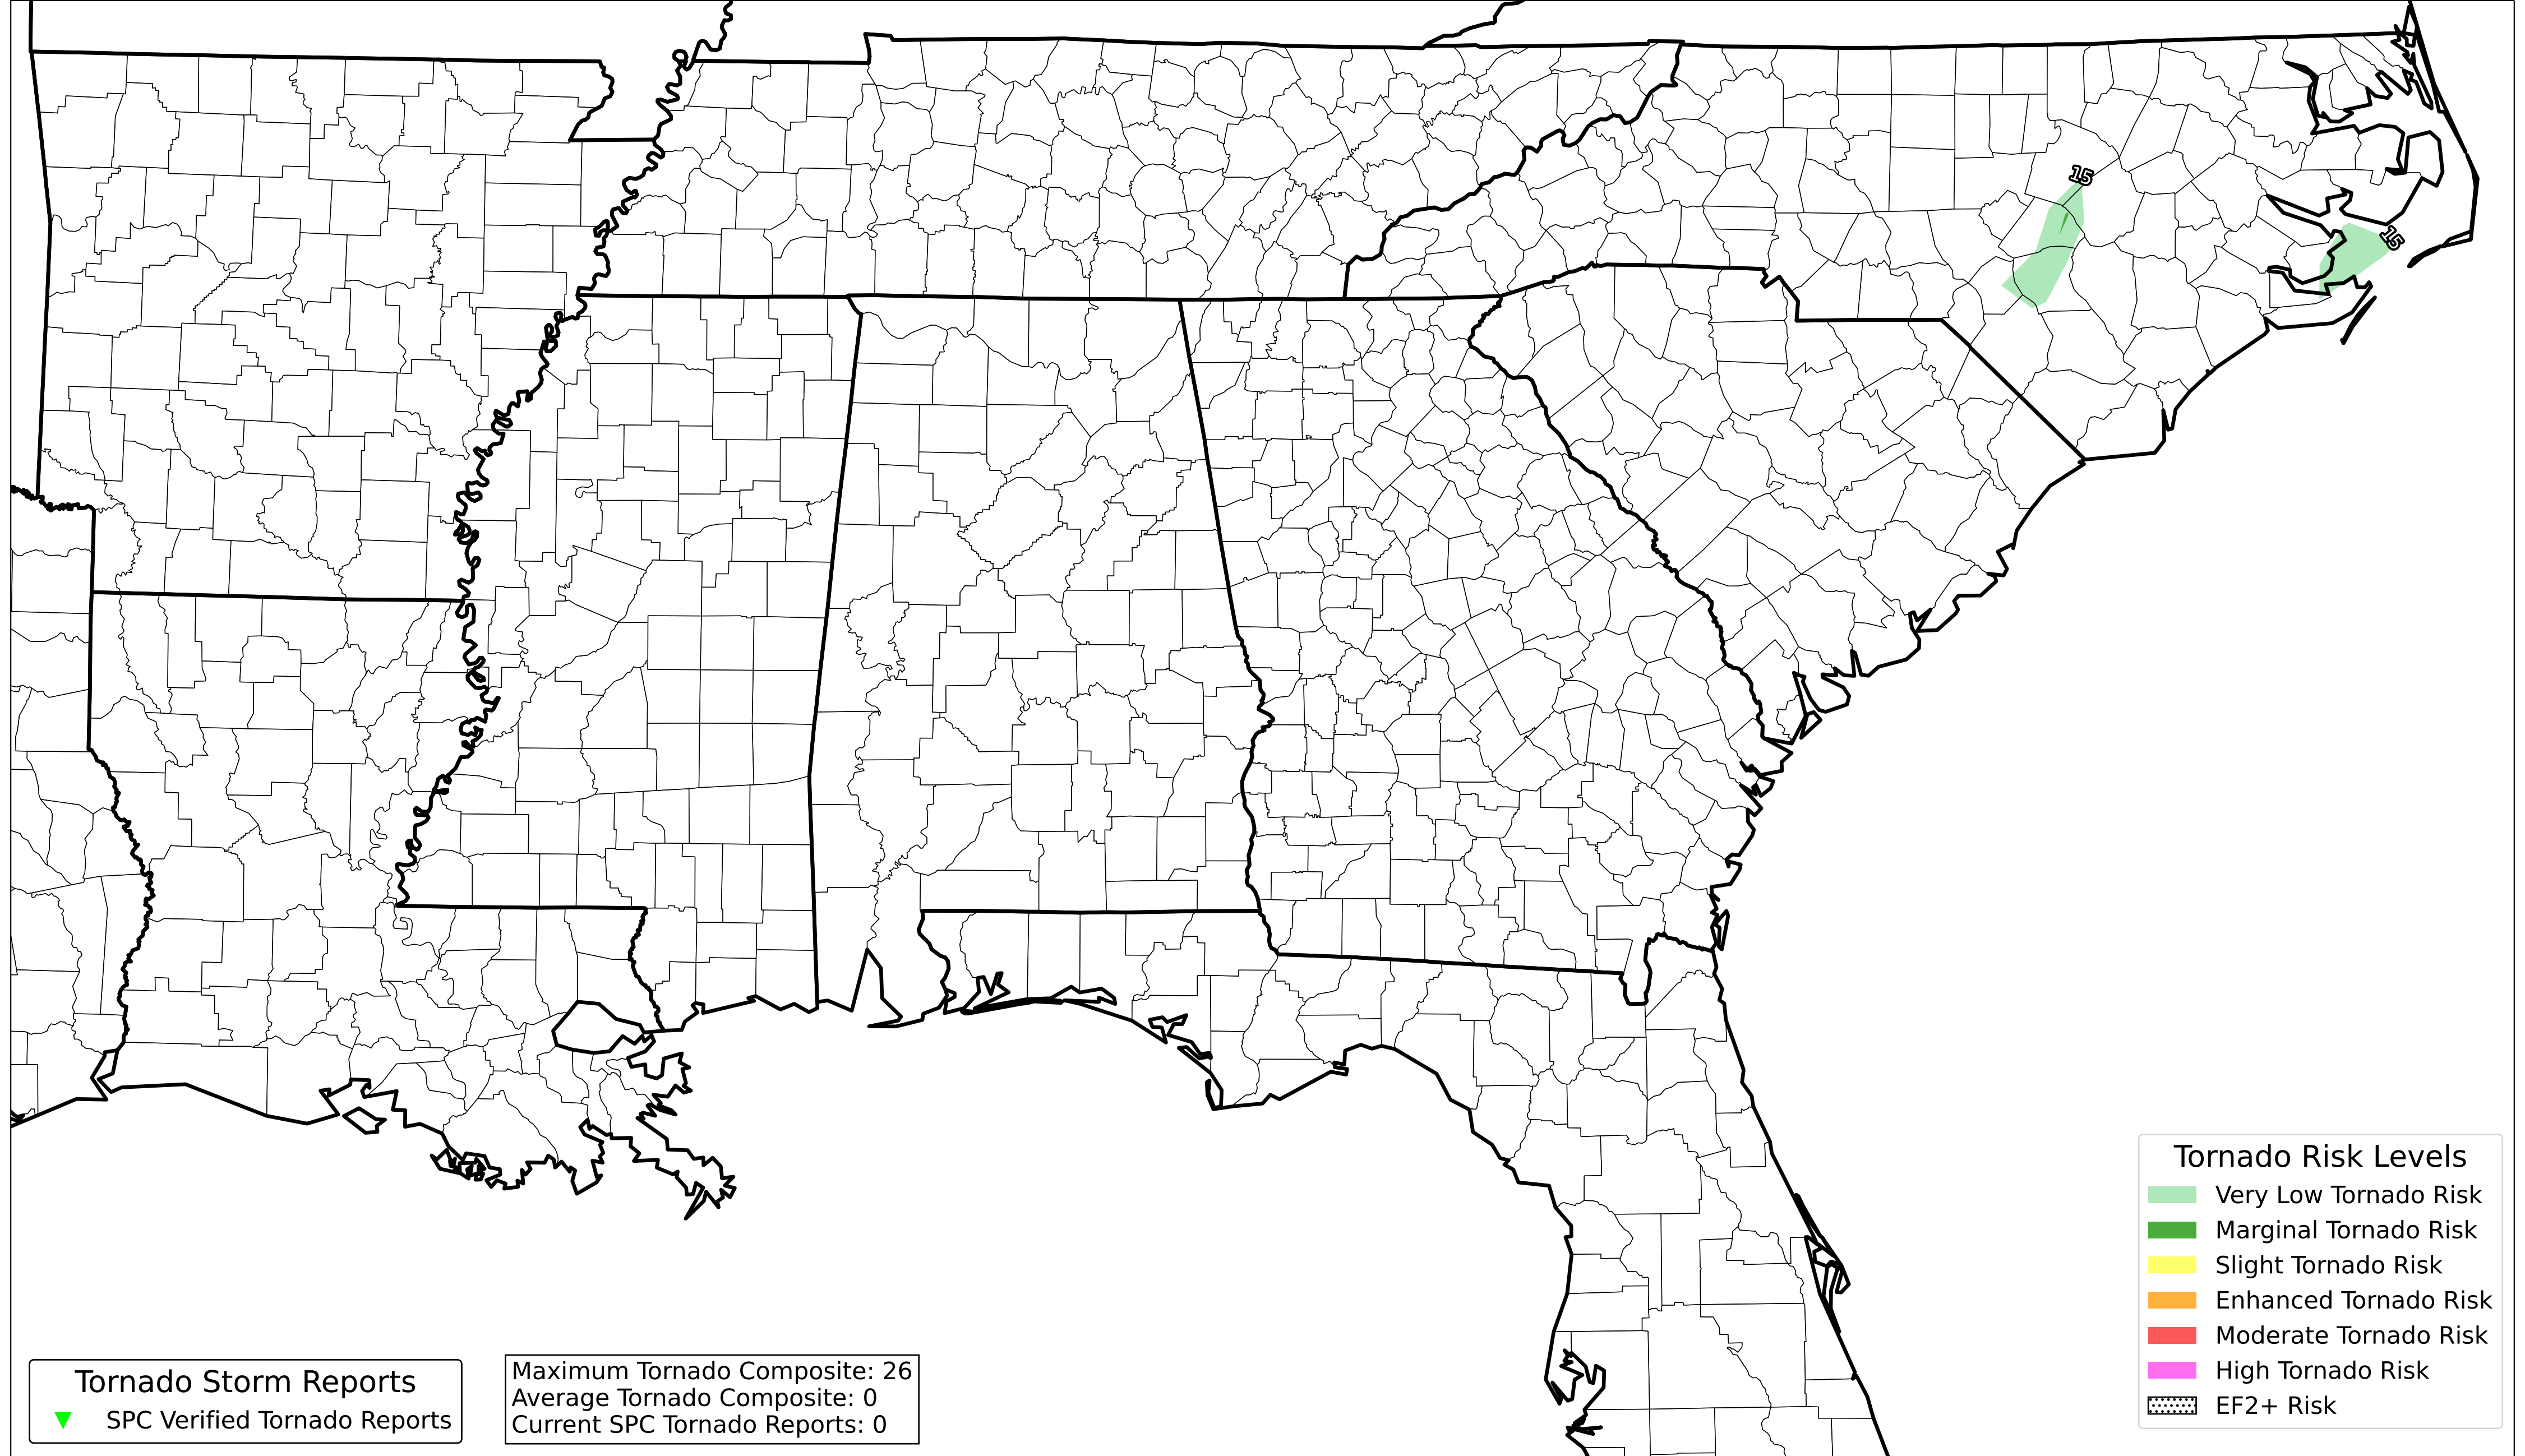 15
15
Tornado Risk Levels
Very Low Tornado Risk
Marginal Tornado Risk
Slight Tornado Risk
Enhanced Tornado Risk
Moderate Tornado Risk
High Tornado Risk
EF2+ Risk
Tornado Storm Reports
SPC Verified Tornado Reports
Maximum Tornado Composite: 26
Average Tornado Composite: 0
Current SPC Tornado Reports: 0